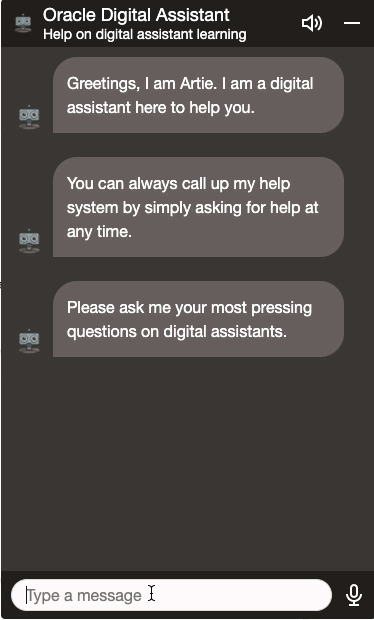 Oracle Digital Assistant
Help on digital assistant learning
Greetings, I am Artie. I am a digital
assistant here to help you.
You can always call up my help
system by simply asking for help at
any time.
Please ask me your most pressing
questions on digital assistants.
Type a message